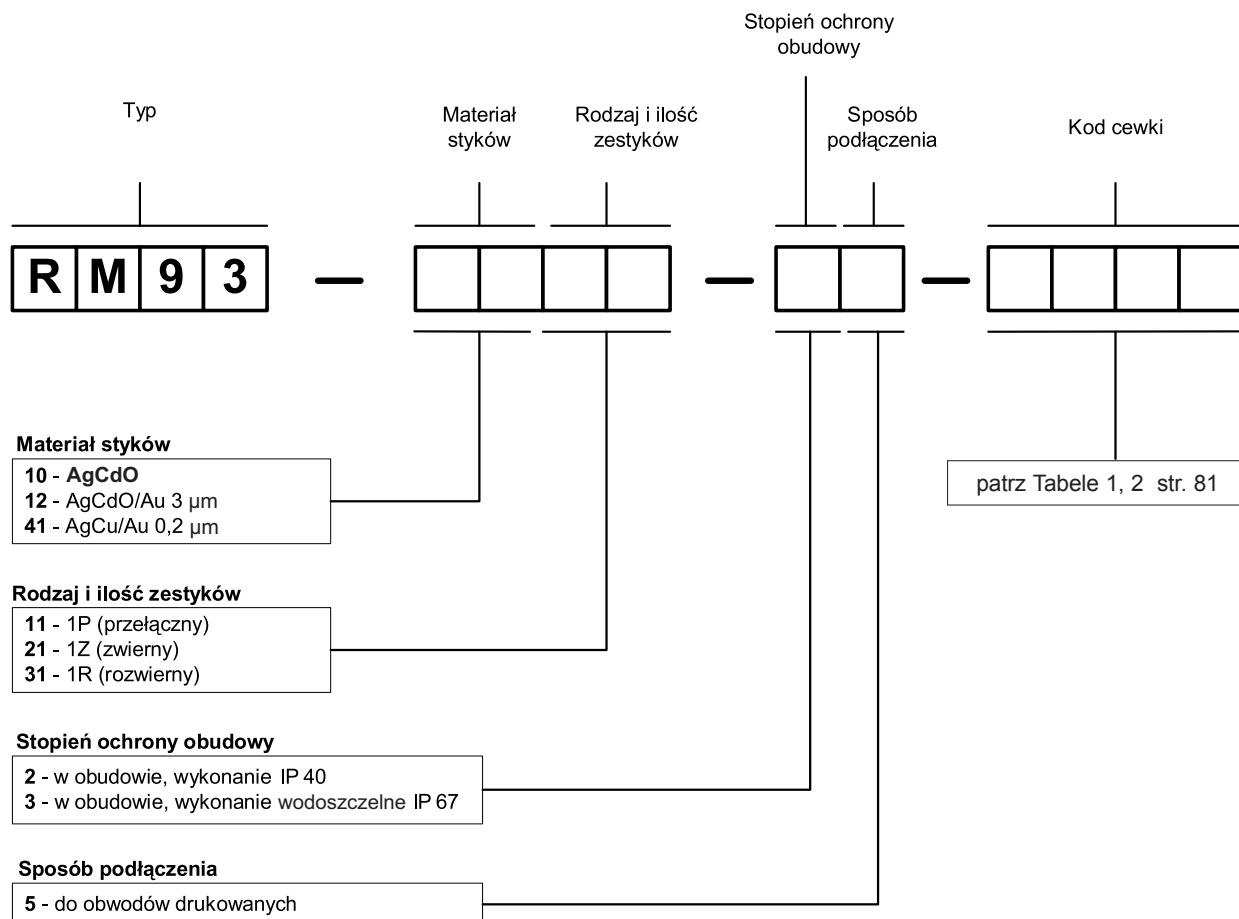 Stopień ochrony
obudowy
Typ
Materiał
styków
Rodzaj i ilość
zestyków
Sposób
podłączenia
Kod cewki
R M 9 3 — — —
Materiał styków
10 - AgCdO
12 - AgCdO/Au 3 µm
41 - AgCu/Au 0,2 µm
patrz Tabele 1, 2 str. 81
Rodzaj i ilość zestyków
11 - 1P (przełączny)
21 - 1Z (zwierny)
31 - 1R (rozwierny)
Stopień ochrony obudowy
2 - w obudowie, wykonanie IP 40
3 - w obudowie, wykonanie wodoszczelne IP 67
Sposób podłączenia
5 - do obwodów drukowanych